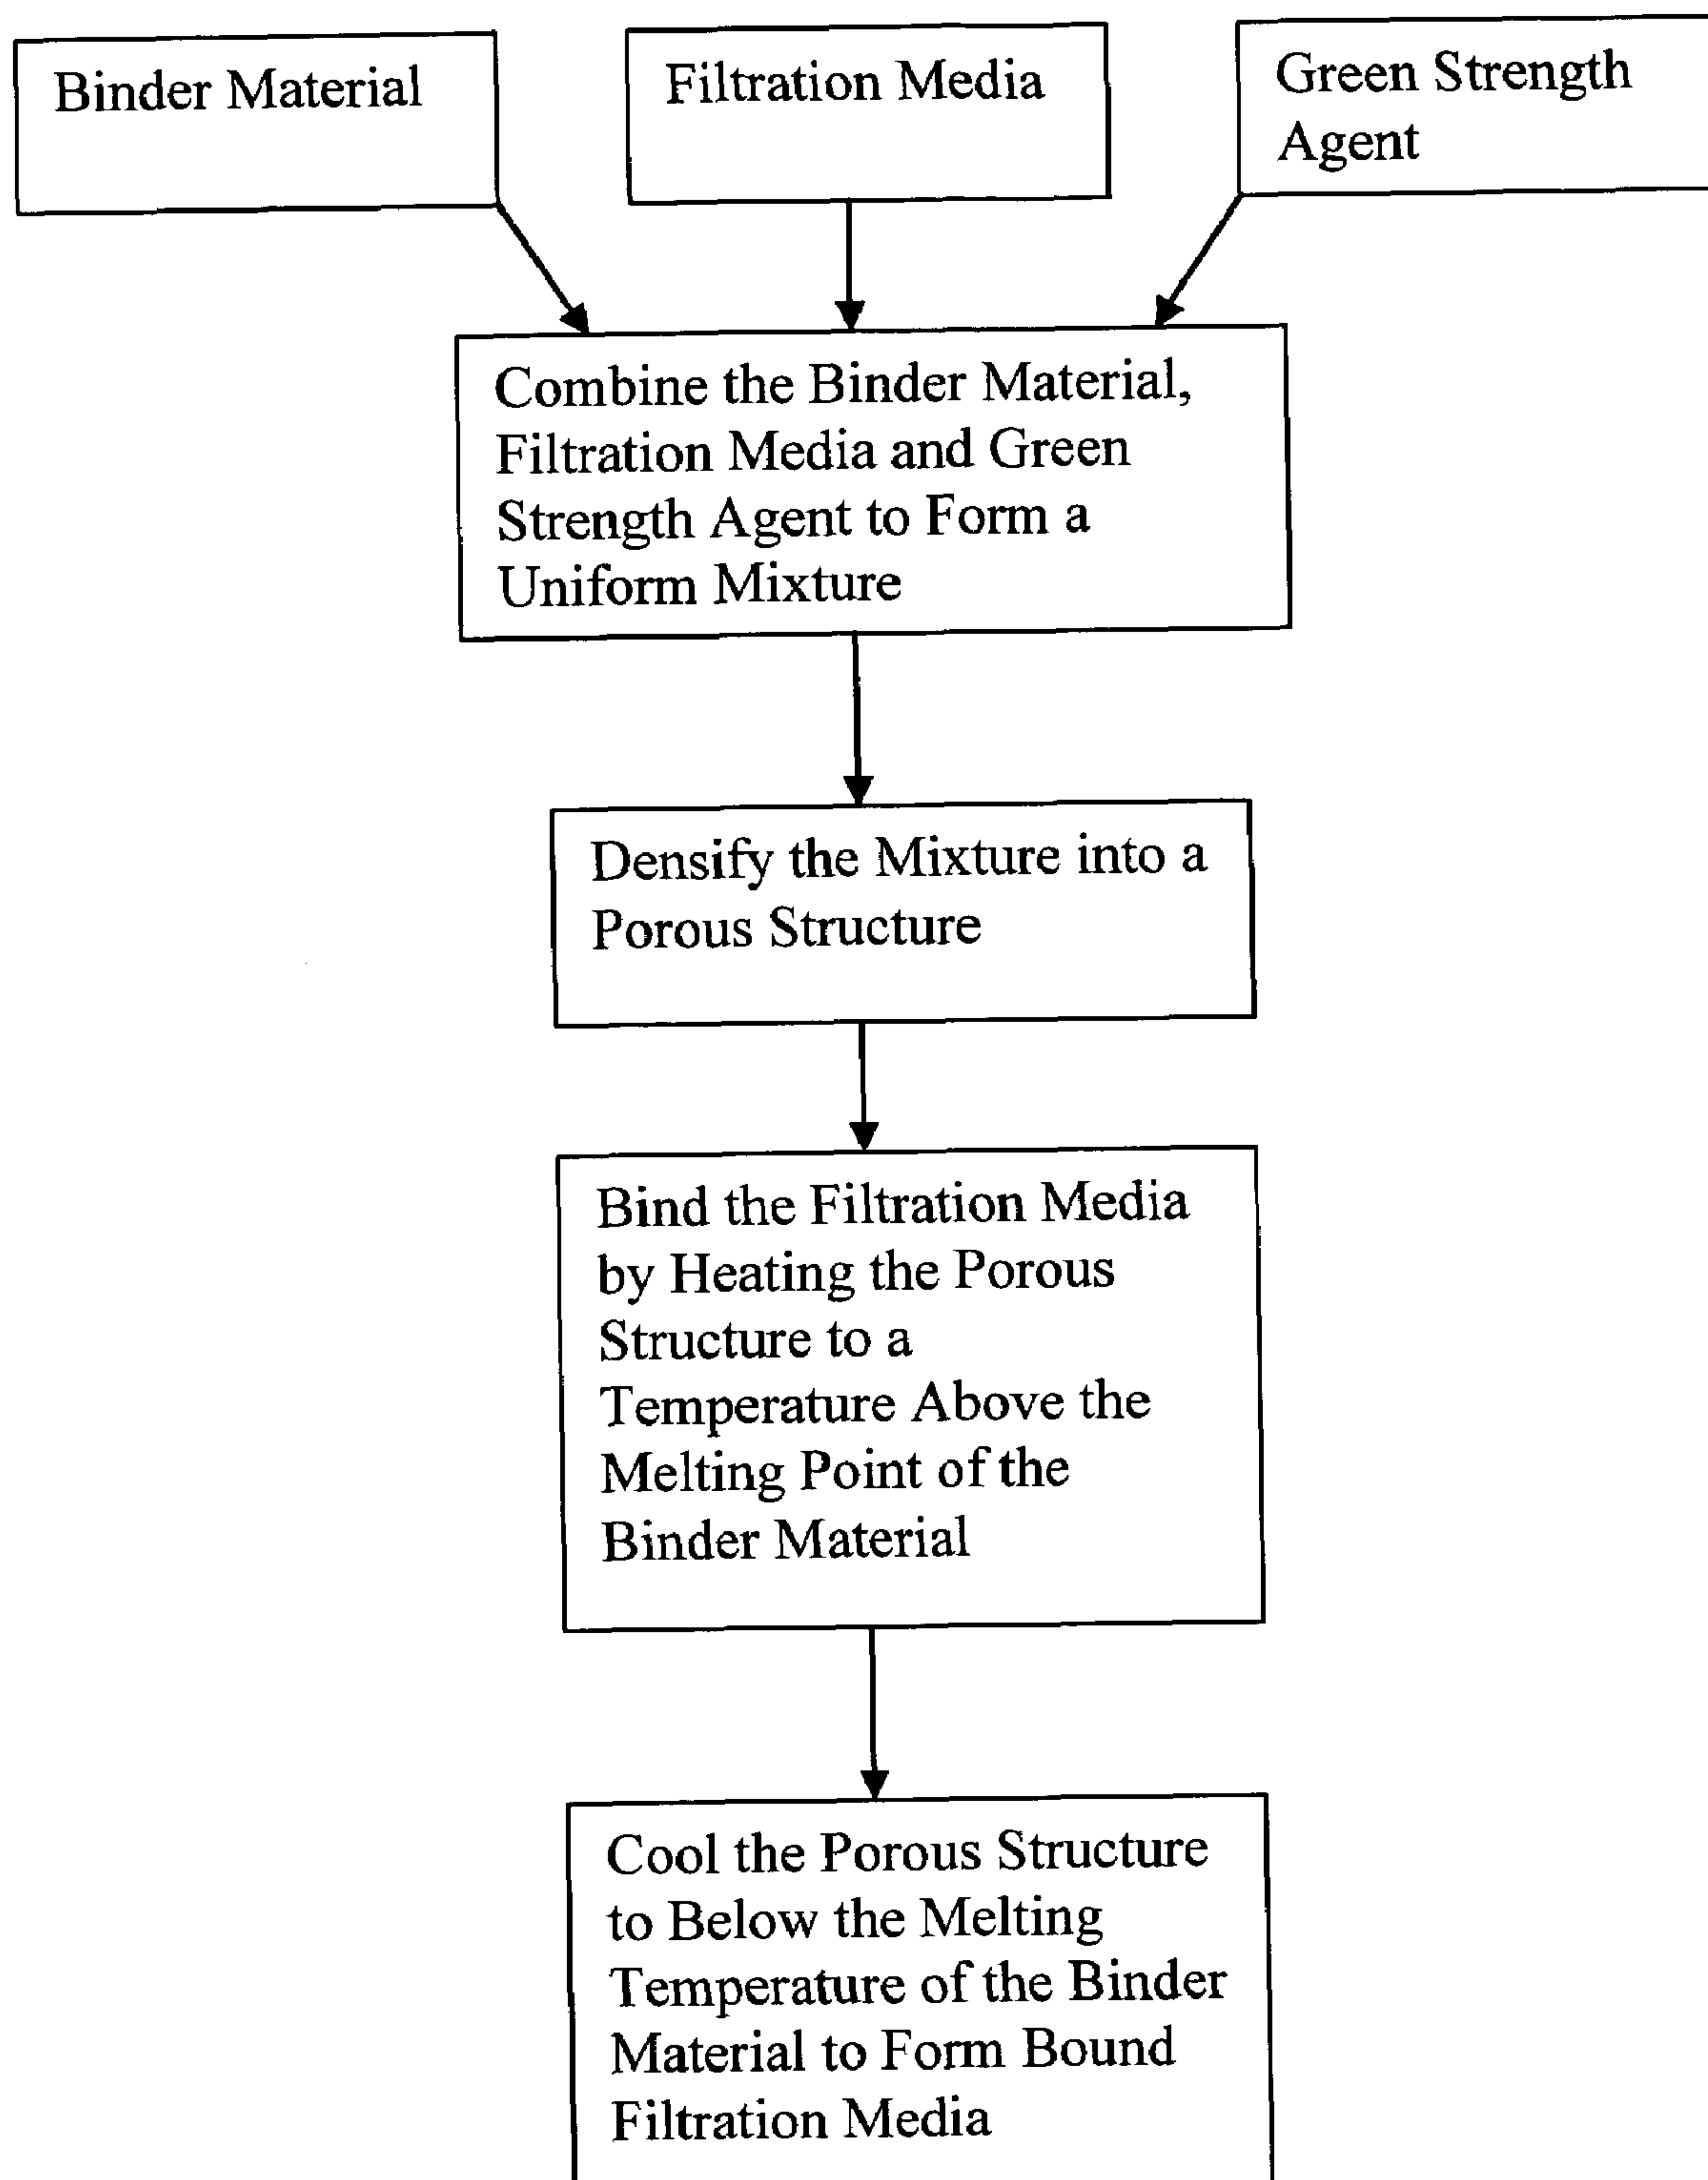 Binder Material
Filtration Media
Green Strength
Agent
Combine the Binder Material,
Filtration Media and Green
Strength Agent to Form a
Uniform Mixture
Densify the Mixture into a
Porous Structure
Bind the Filtration Media
by Heating the Porous
Structure to a
Temperature Above the
Melting Point of the
Binder Material
Cool the Porous Structure
to Below the Melting
Temperature of the Binder
Material to Form Bound
Filtration Media